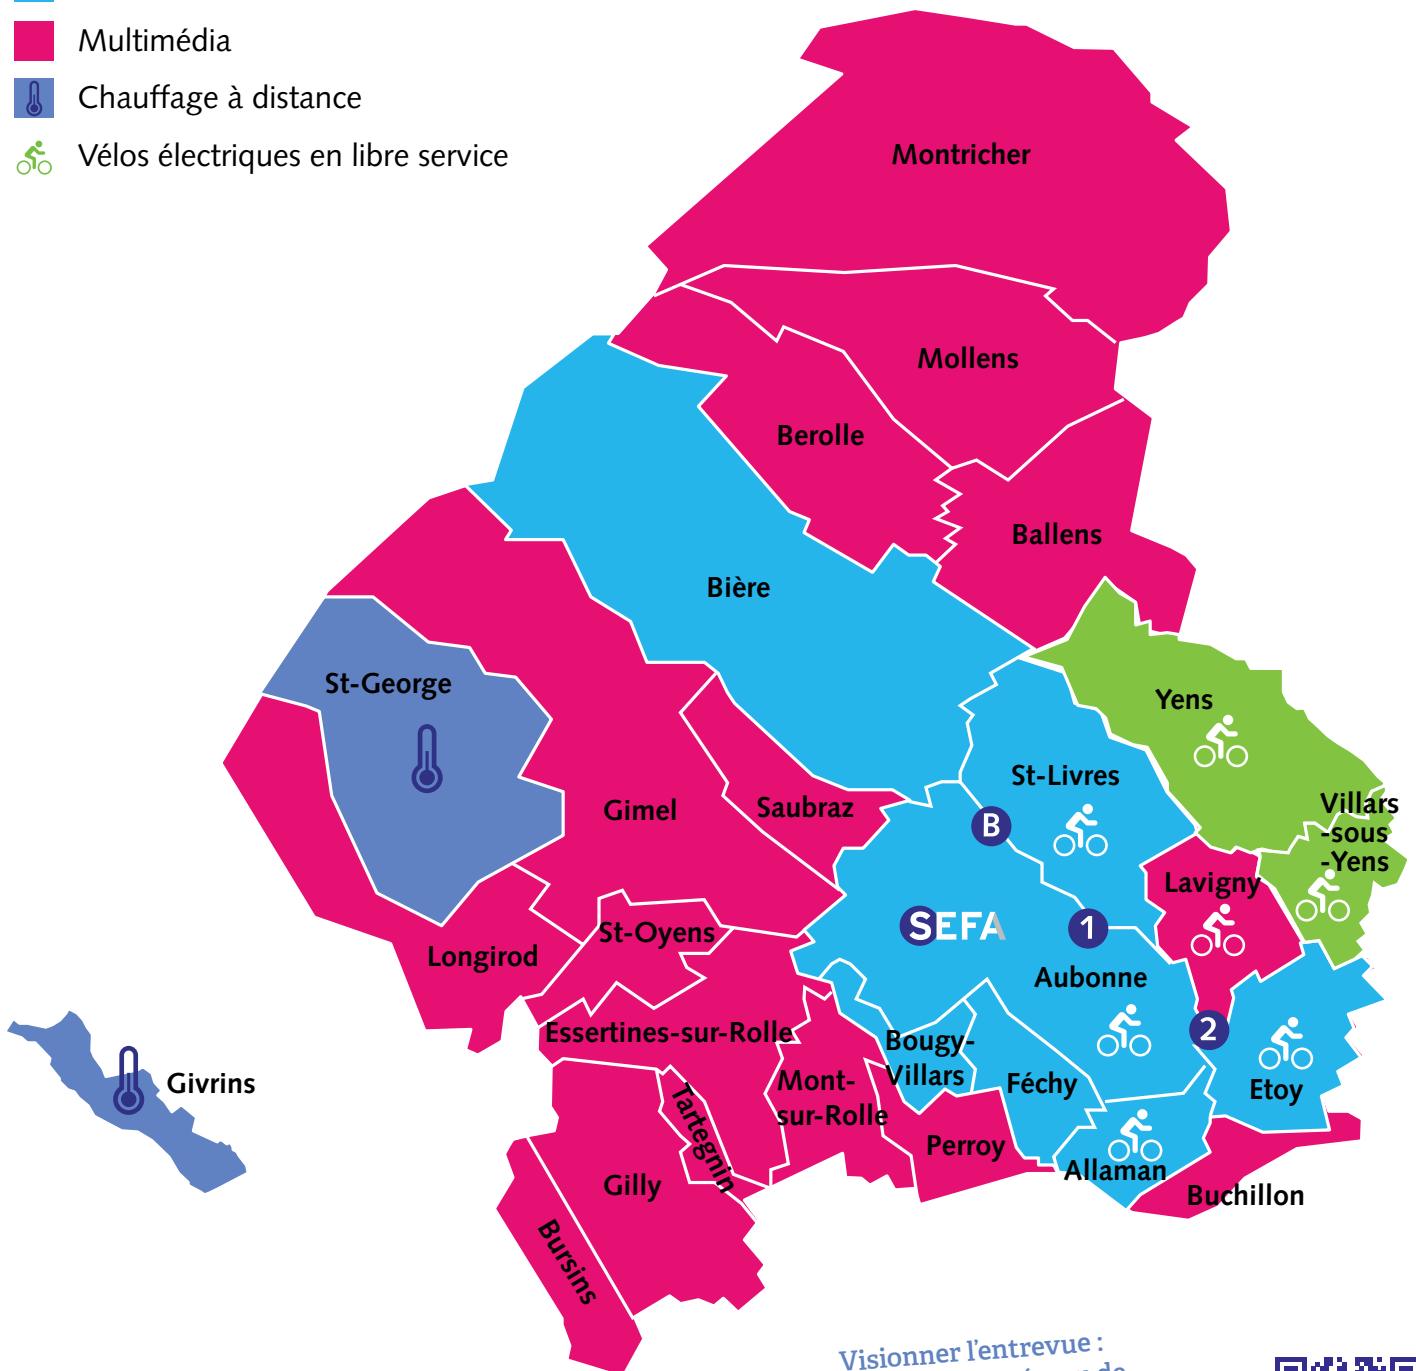 Multimédia
Chauffage à distance
Vélos électriques en libre service
Montricher
Mollens
Berolle
Ballens
Bière
St-George
Yens
St-Livres
Villars
-sous
-Yens
Gimel
Saubraz
B
Lavigny
SEFA
1
St-Oyens
Longirod
Aubonne
2
Essertines-sur-Rolle
Bougy-
Villars
Givrins
Mont-
sur-Rolle
Féchy
Etoy
Tartegnin
Perroy
Allaman
Gilly
Buchillon
Bursins
Visionner l'entrevue :